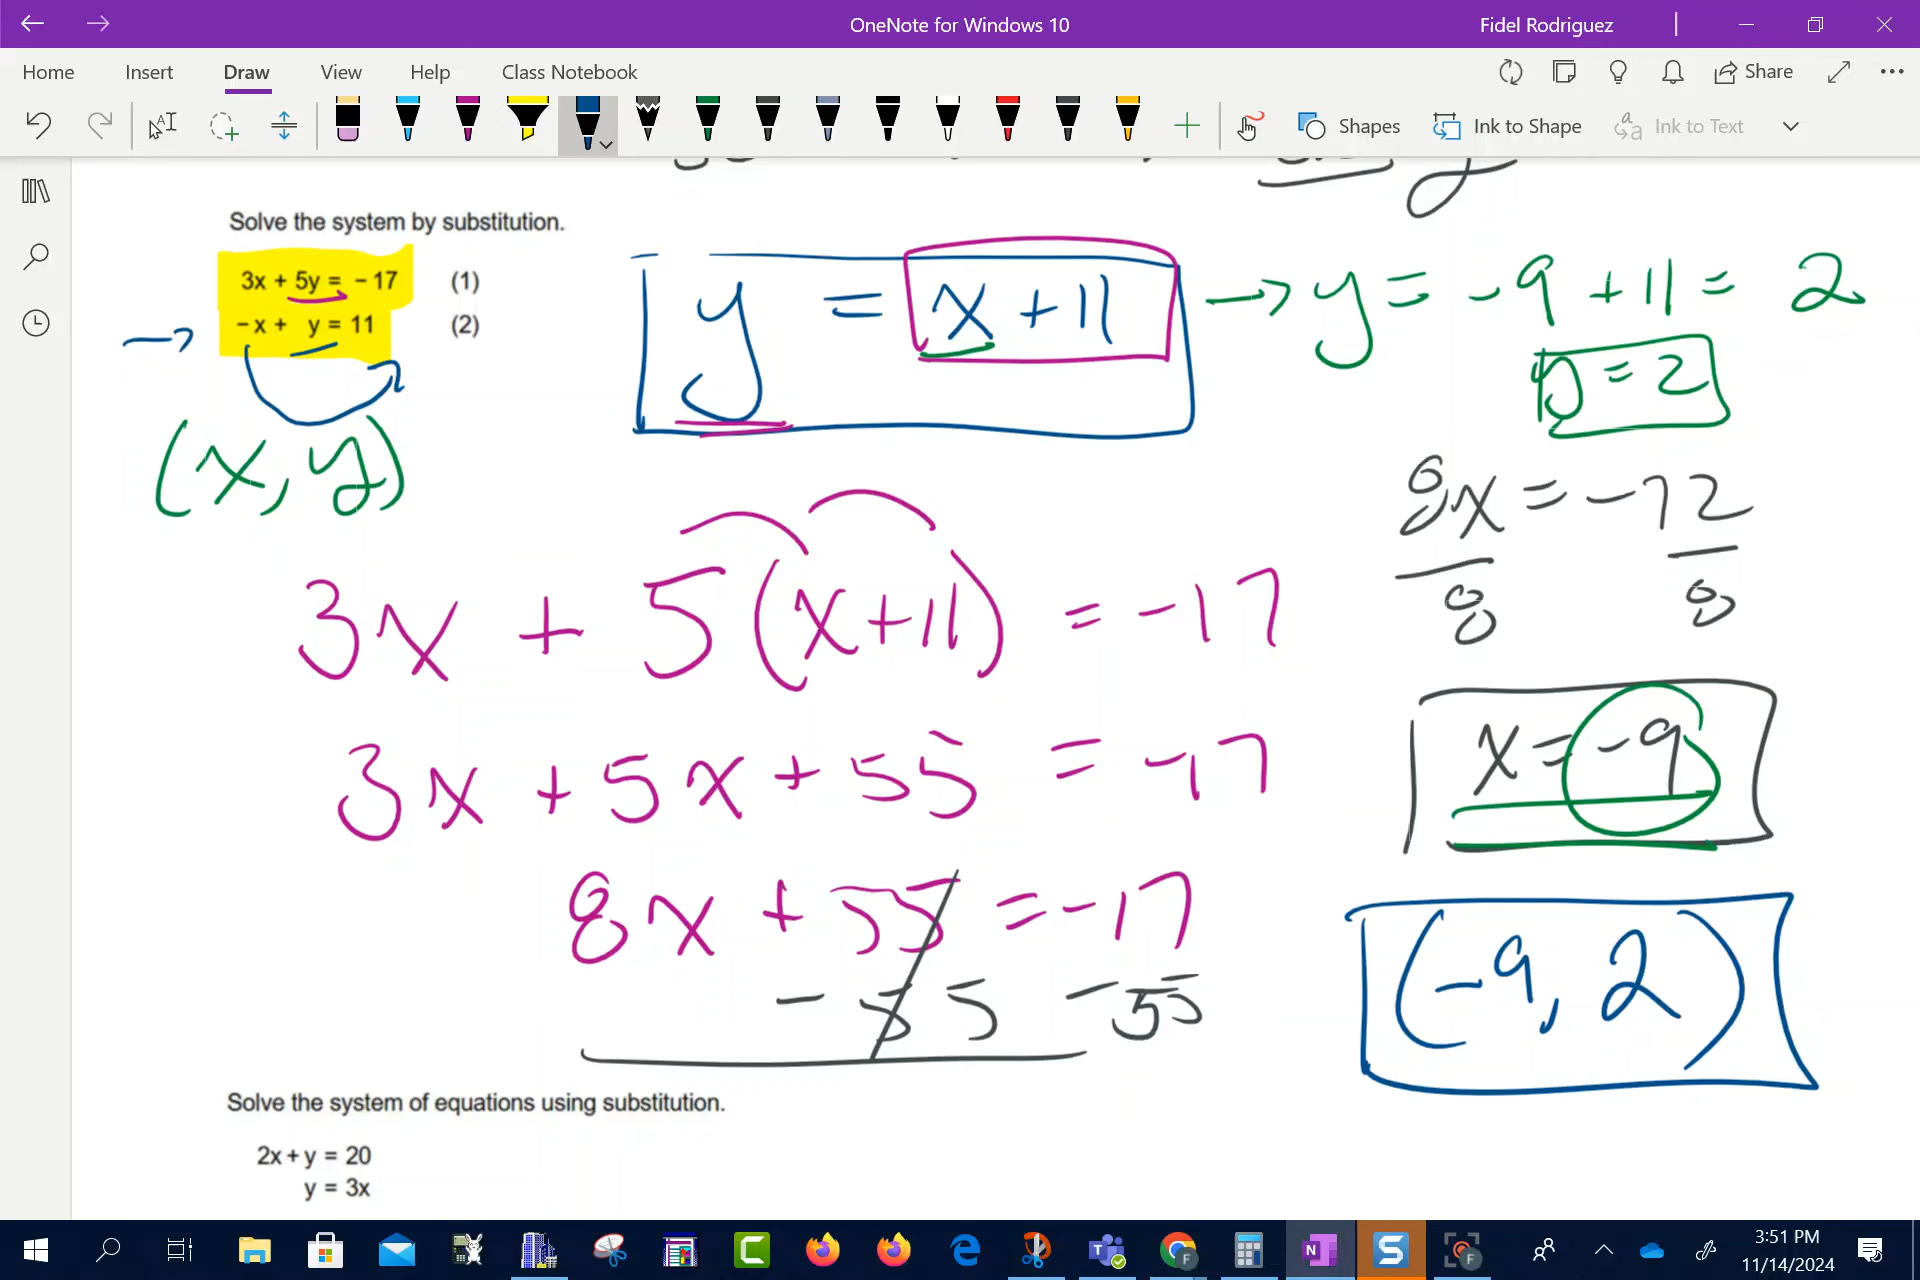 OneNote for Windows 10
Fidel Rodriguez
Home Insert Draw View Help Class Notebook
Share
Shapes Ink to Shape Ink to Text
Solve the system by substitution.
3x + 5y = - 17 (1)
- x + y = 11 (2)
(x, y)
y = x + 11 → y = -9 + 11 = 2
y = 2
3x + 5(x+11) = -17
3x + 5x + 55 = -17
8x + 55 = -17
- 55 - 55
8x = -72
8 8
x = -9
(-9, 2)
Solve the system of equations using substitution.
2x + y = 20
y = 3x
3:51 PM
11/14/2024